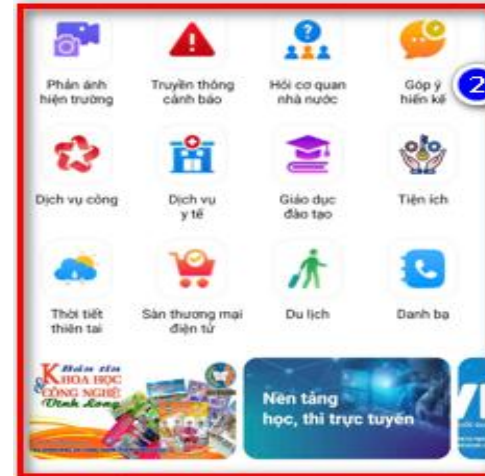 Phản ánh
hiện trường
Truyền thông
cảnh báo
Hỏi cơ quan
nhà nước
Góp ý
hiến kế
2
Dịch vụ công
Dịch vụ
y tế
Giáo dục
đào tạo
Tiện ích
Thời tiết
thiên tai
Sàn thương mại
điện tử
Du lịch
Danh bạ
Bản tin
KHOA HỌC
& CÔNG NGHỆ
Vĩnh Long
Nền tảng
học, thi trực tuyến